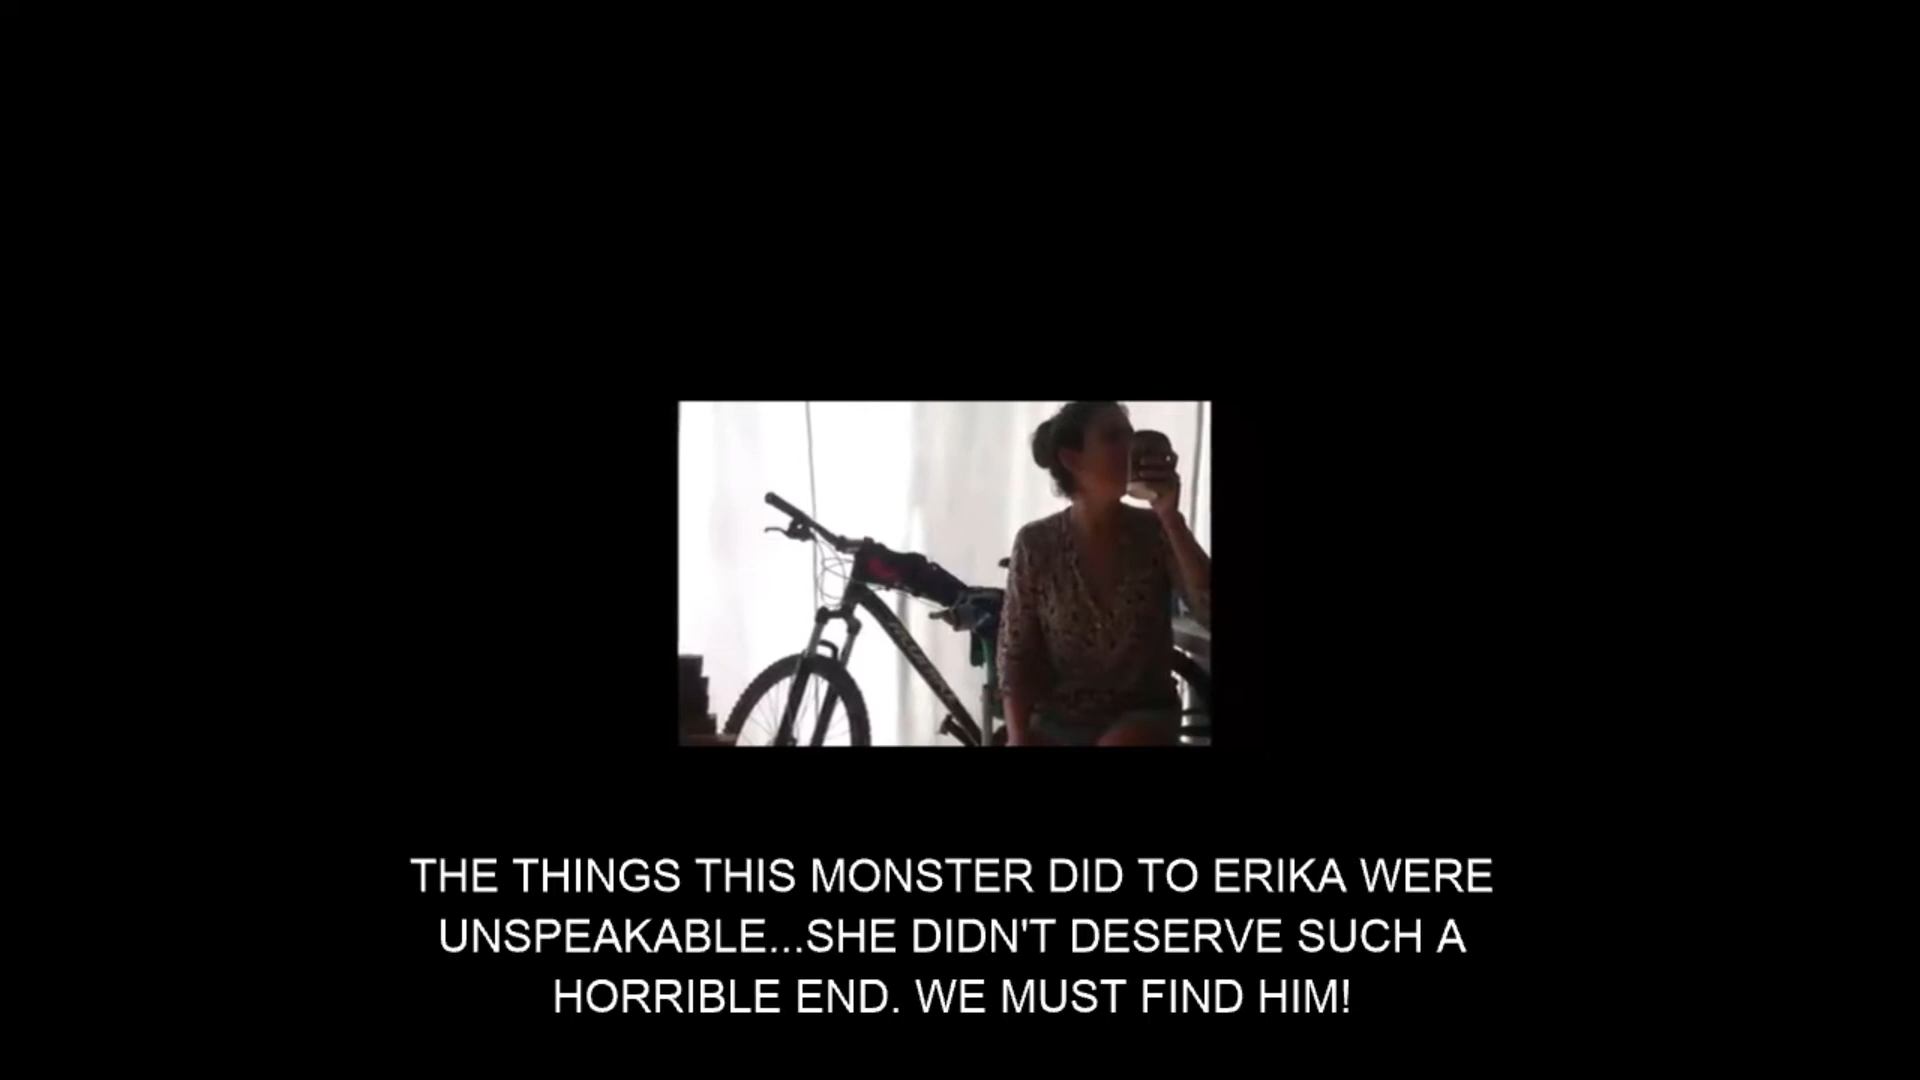 THE THINGS THIS MONSTER DID TO ERIKA WERE
UNSPEAKABLE...SHE DIDN'T DESERVE SUCH A
HORRIBLE END. WE MUST FIND HIM!